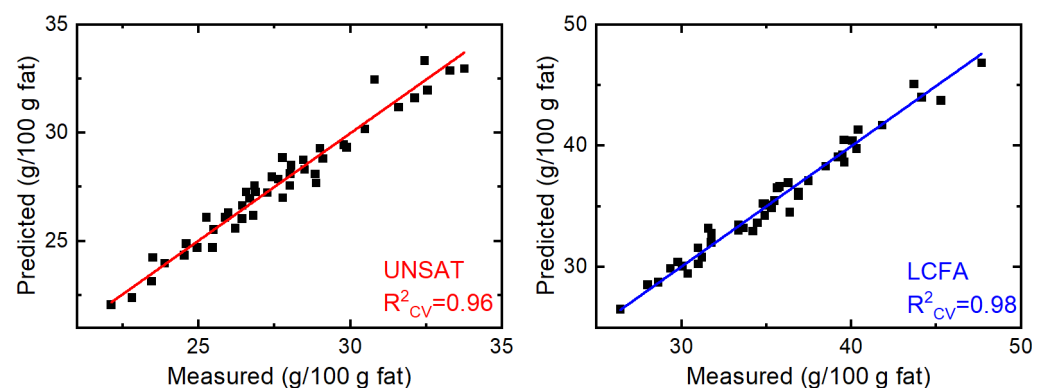 35
30
25
Predicted (g/100 g fat)
UNSAT
R²CV=0.96
25 30 35
Measured (g/100 g fat)
50
40
30
Predicted (g/100 g fat)
LCFA
R²CV=0.98
30 40 50
Measured (g/100 g fat)